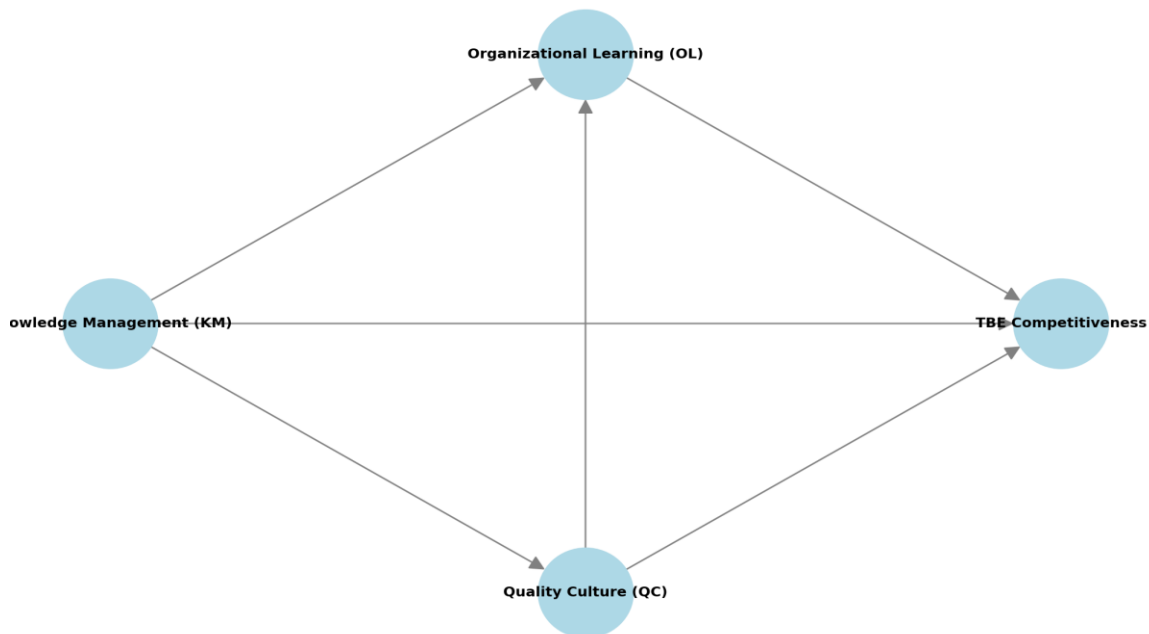 Organizational Learning (OL)
owledge Management (KM)
TBE Competitiveness
Quality Culture (QC)